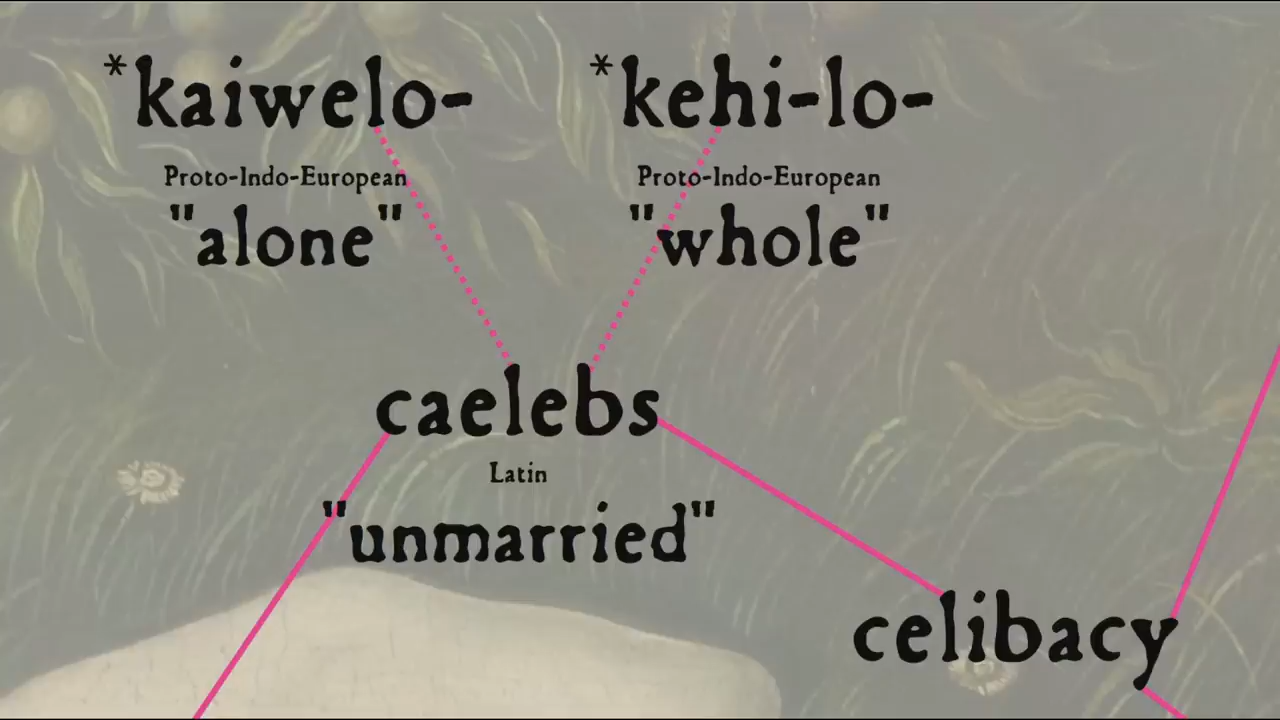 *kaiwelo-
Proto-Indo-European
"alone"
*kehi-lo-
Proto-Indo-European
"whole"
caelebs
Latin
"unmarried"
celibacy